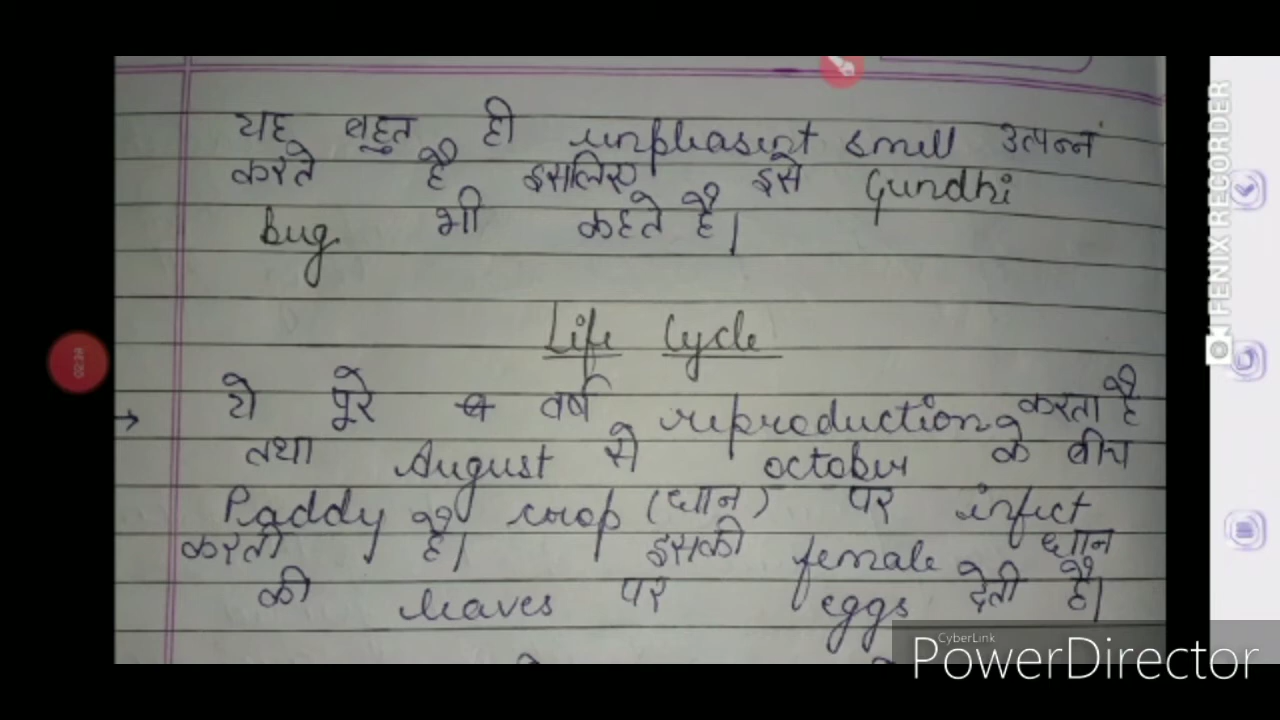 यह बहुत ही unpleasent smell उत्पन्न
करते है इसलिए इसे Gundhi
bug भी कहते है।
Life Cycle
→ ये पूरे वर्ष reproduction करता है
तथा August से october के बीच
Paddy crop (धान) पर infect
करती है। इसकी female धान
की leaves पर eggs देती है।
FENIX RECORDER
CyberLink
PowerDirector